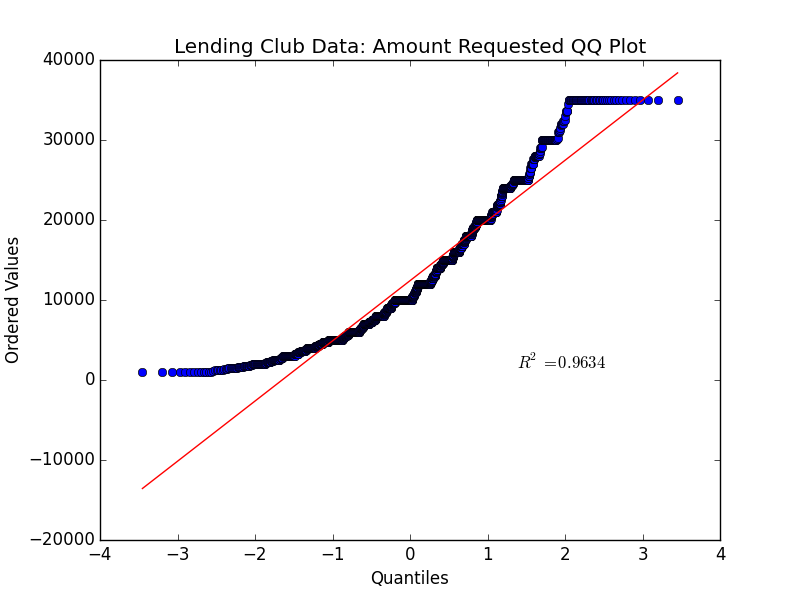 Lending Club Data: Amount Requested QQ Plot
40000
30000
20000
10000
0
−10000
−20000
Ordered Values
R² =0.9634
−4 −3 −2 −1 0 1 2 3 4
Quantiles